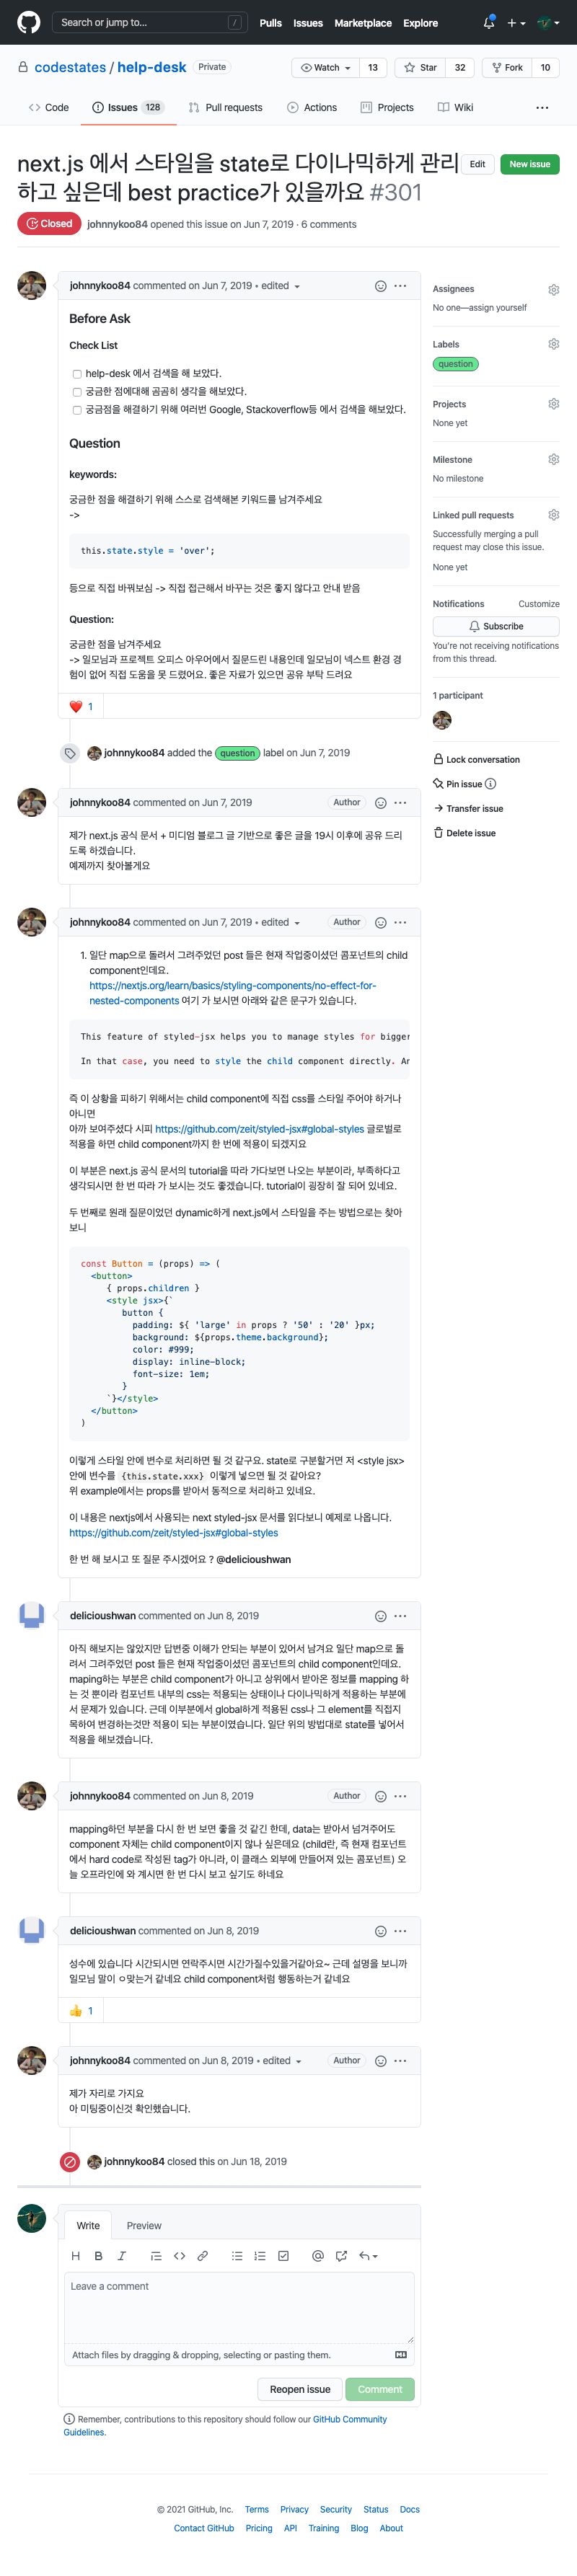 Search or jump to... /
Pulls Issues Marketplace Explore
codestates / help-desk Private
Watch 13 Star 32 Fork 10
Code Issues 128 Pull requests Actions Projects Wiki
next.js 에서 스타일을 state로 다이나믹하게 관리
하고 싶은데 best practice가 있을까요 #301
Edit New issue
Closed johnnykoo84 opened this issue on Jun 7, 2019 · 6 comments
johnnykoo84 commented on Jun 7, 2019 • edited
Before Ask
Check List
help-desk 에서 검색을 해 보았다.
궁금한 점에대해 곰곰히 생각을 해보았다.
궁금점을 해결하기 위해 여러번 Google, Stackoverflow등 에서 검색을 해보았다.
Question
keywords:
궁금한 점을 해결하기 위해 스스로 검색해본 키워드를 남겨주세요
->
this.state.style = 'over';
등으로 직접 바꿔보심 -> 직접 접근해서 바꾸는 것은 좋지 않다고 안내 받음
Question:
궁금한 점을 남겨주세요
-> 일모님과 프로젝트 오피스 아우어에서 질문드린 내용인데 일모님이 넥스트 환경 경
험이 없어 직접 도움을 못 드렸어요. 좋은 자료가 있으면 공유 부탁 드려요
1
Assignees
No one—assign yourself
Labels
question
Projects
None yet
Milestone
No milestone
Linked pull requests
Successfully merging a pull
request may close this issue.
None yet
Notifications Customize
Subscribe
You're not receiving notifications
from this thread.
1 participant
Lock conversation
Pin issue
Transfer issue
Delete issue
johnnykoo84 added the question label on Jun 7, 2019
johnnykoo84 commented on Jun 7, 2019 Author
제가 next.js 공식 문서 + 미디엄 블로그 글 기반으로 좋은 글을 19시 이후에 공유 드리
도록 하겠습니다.
예제까지 찾아볼게요
johnnykoo84 commented on Jun 7, 2019 • edited Author
1. 일단 map으로 돌려서 그려주었던 post 들은 현재 작업중이셨던 콤포넌트의 child
component인데요.
https://nextjs.org/learn/basics/styling-components/no-effect-for-
nested-components 여기 가 보시면 아래와 같은 문구가 있습니다.
This feature of styled-jsx helps you to manage styles for bigger
In that case, you need to style the child component directly. Ar
즉 이 상황을 피하기 위해서는 child component에 직접 css를 스타일 주어야 하거나
아니면
아까 보여주셨다 시피 https://github.com/zeit/styled-jsx#global-styles 글로벌로
적용을 하면 child component까지 한 번에 적용이 되겠지요
이 부분은 next.js 공식 문서의 tutorial을 따라 가다보면 나오는 부분이라, 부족하다고
생각되시면 한 번 따라 가 보시는 것도 좋겠습니다. tutorial이 굉장히 잘 되어 있네요.
두 번째로 원래 질문이었던 dynamic하게 next.js에서 스타일을 주는 방법으로는 찾아
보니
const Button = (props) => (
<button>
{ props.children }
<style jsx>{`
button {
padding: ${ 'large' in props ? '50' : '20' }px;
background: ${props.theme.background};
color: #999;
display: inline-block;
font-size: 1em;
}
`}</style>
</button>
)
이렇게 스타일 안에 변수로 처리하면 될 것 같구요. state로 구분할거면 저 <style jsx>
안에 변수를 {this.state.xxx} 이렇게 넣으면 될 것 같아요?
위 example에서는 props를 받아서 동적으로 처리하고 있네요.
이 내용은 nextjs에서 사용되는 next styled-jsx 문서를 읽다보니 예제로 나옵니다.
https://github.com/zeit/styled-jsx#global-styles
한 번 해 보시고 또 질문 주시겠어요 ? @delicioushwan
delicioushwan commented on Jun 8, 2019
아직 해보지는 않았지만 답변중 이해가 안되는 부분이 있어서 남겨요 일단 map으로 돌
려서 그려주었던 post 들은 현재 작업중이셨던 콤포넌트의 child component인데요.
maping하는 부분은 child component가 아니고 상위에서 받아온 정보를 mapping 하
는 것 뿐이라 컴포넌트 내부의 css는 적용되는 상태이나 다이나믹하게 적용하는 부분에
서 문제가 있습니다. 근데 이부분에서 global하게 적용된 css나 그 element를 직접지
목하여 변경하는것만 적용이 되는 부분이였습니다. 일단 위의 방법대로 state를 넣어서
적용을 해보겠습니다.
johnnykoo84 commented on Jun 8, 2019 Author
mapping하던 부분을 다시 한 번 보면 좋을 것 같긴 한데, data는 받아서 넘겨주어도
component 자체는 child component이지 않나 싶은데요 (child란, 즉 현재 컴포넌트
에서 hard code로 작성된 tag가 아니라, 이 클래스 외부에 만들어져 있는 콤포넌트) 오
늘 오프라인에 와 계시면 한 번 다시 보고 싶기도 하네요
delicioushwan commented on Jun 8, 2019
성수에 있습니다 시간되시면 연락주시면 시간가질수있을거같아요~ 근데 설명을 보니까
일모님 말이 ㅇ맞는거 같네요 child component처럼 행동하는거 같네요
1
johnnykoo84 commented on Jun 8, 2019 • edited Author
제가 자리로 가지요
아 미팅중이신것 확인했습니다.
johnnykoo84 closed this on Jun 18, 2019
Write Preview
Leave a comment
Attach files by dragging & dropping, selecting or pasting them.
Reopen issue Comment
Remember, contributions to this repository should follow our GitHub Community
Guidelines.
© 2021 GitHub, Inc. Terms Privacy Security Status Docs
Contact GitHub Pricing API Training Blog About